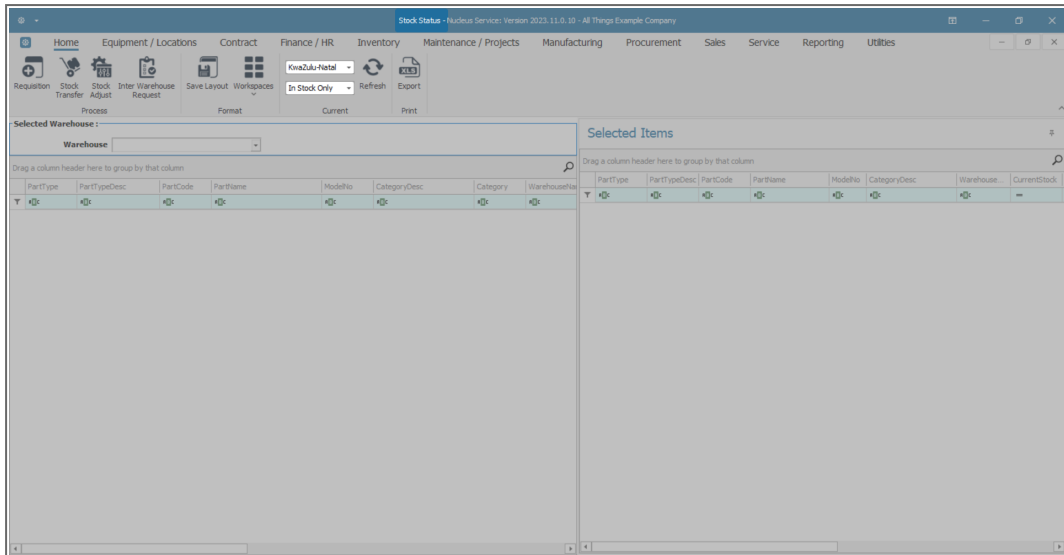 Stock Status - Nucleus Service: Version 2023.11.0.10 - All Things Example Company
Home Equipment / Locations Contract Finance / HR Inventory Maintenance / Projects Manufacturing Procurement Sales Service Reporting Utilities
Requisition Stock Transfer Stock Adjust Inter Warehouse Request Save Layout Workspaces KwaZulu-Natal In Stock Only Refresh XLS Export
Process Format Current Print
Selected Warehouse :
Warehouse
Drag a column header here to group by that column
PartType PartTypeDesc PartCode PartName ModelNo CategoryDesc Category WarehouseNa
Selected Items
Drag a column header here to group by that column
PartType PartTypeDesc PartCode PartName ModelNo CategoryDesc Warehouse... CurrentStock